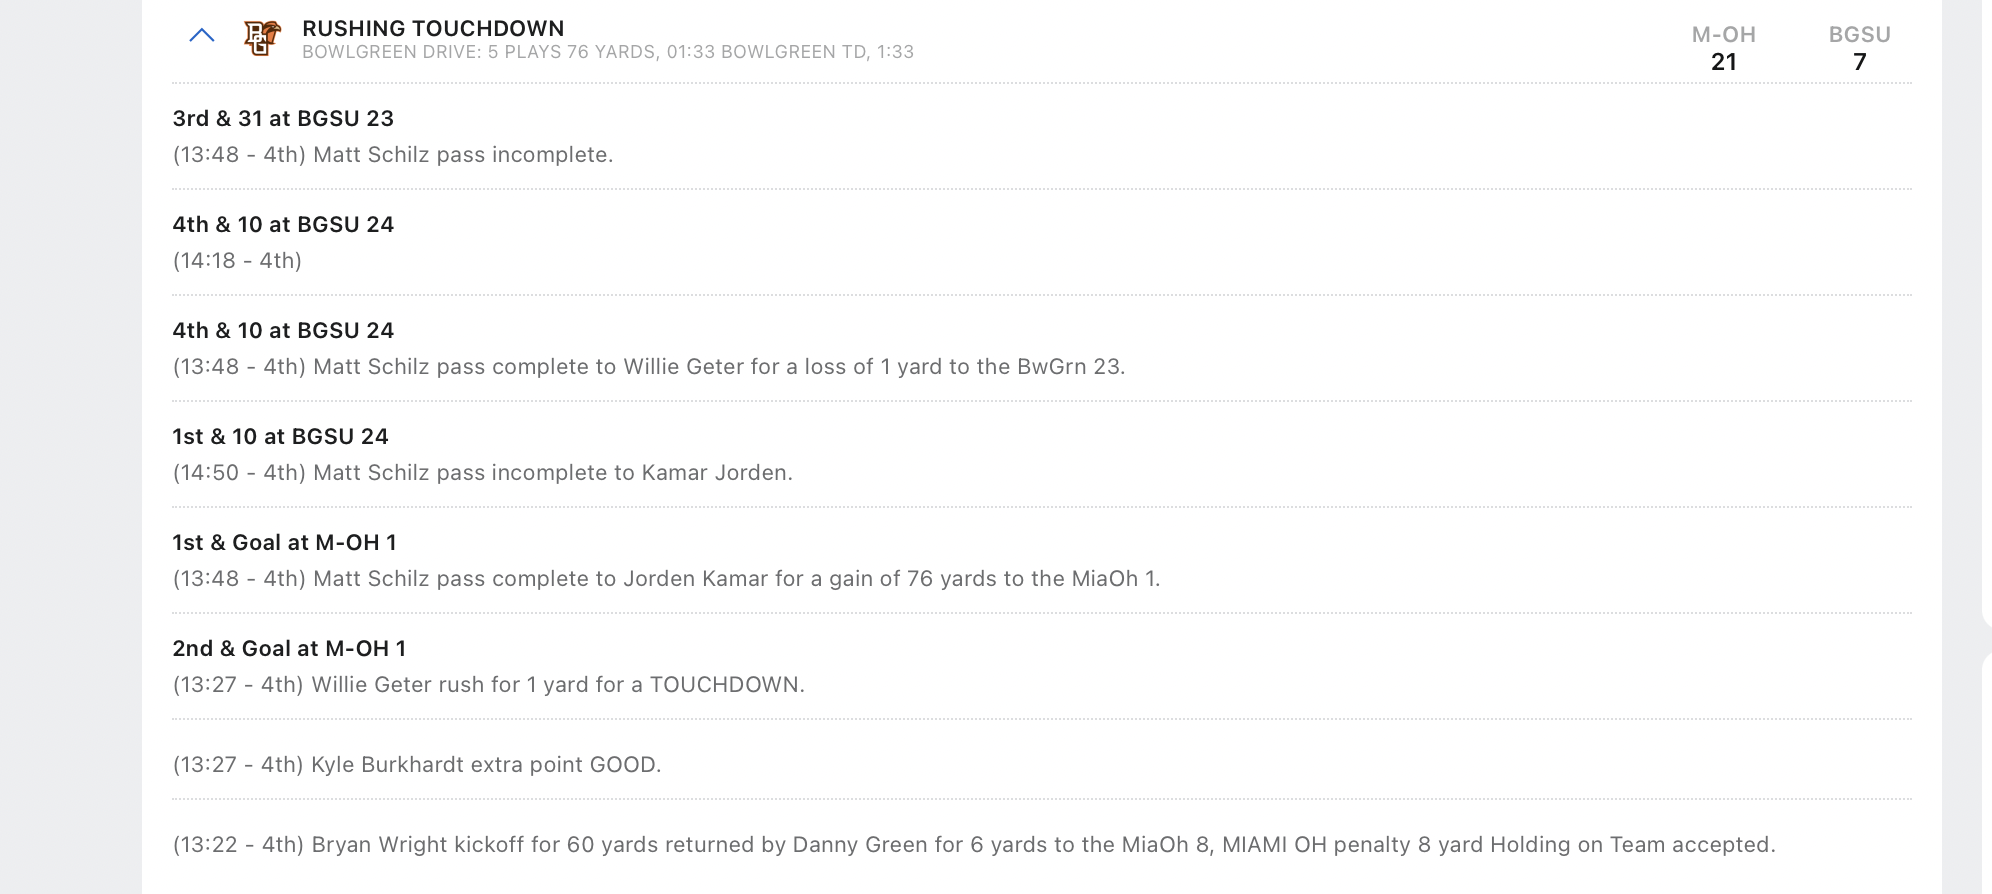 RUSHING TOUCHDOWN
BOWLGREEN DRIVE: 5 PLAYS 76 YARDS, 01:33 BOWLGREEN TD, 1:33
M-OH
21
BGSU
7
3rd & 31 at BGSU 23
(13:48 - 4th) Matt Schilz pass incomplete.
4th & 10 at BGSU 24
(14:18 - 4th)
4th & 10 at BGSU 24
(13:48 - 4th) Matt Schilz pass complete to Willie Geter for a loss of 1 yard to the BwGrn 23.
1st & 10 at BGSU 24
(14:50 - 4th) Matt Schilz pass incomplete to Kamar Jorden.
1st & Goal at M-OH 1
(13:48 - 4th) Matt Schilz pass complete to Jorden Kamar for a gain of 76 yards to the MiaOh 1.
2nd & Goal at M-OH 1
(13:27 - 4th) Willie Geter rush for 1 yard for a TOUCHDOWN.
(13:27 - 4th) Kyle Burkhardt extra point GOOD.
(13:22 - 4th) Bryan Wright kickoff for 60 yards returned by Danny Green for 6 yards to the MiaOh 8, MIAMI OH penalty 8 yard Holding on Team accepted.